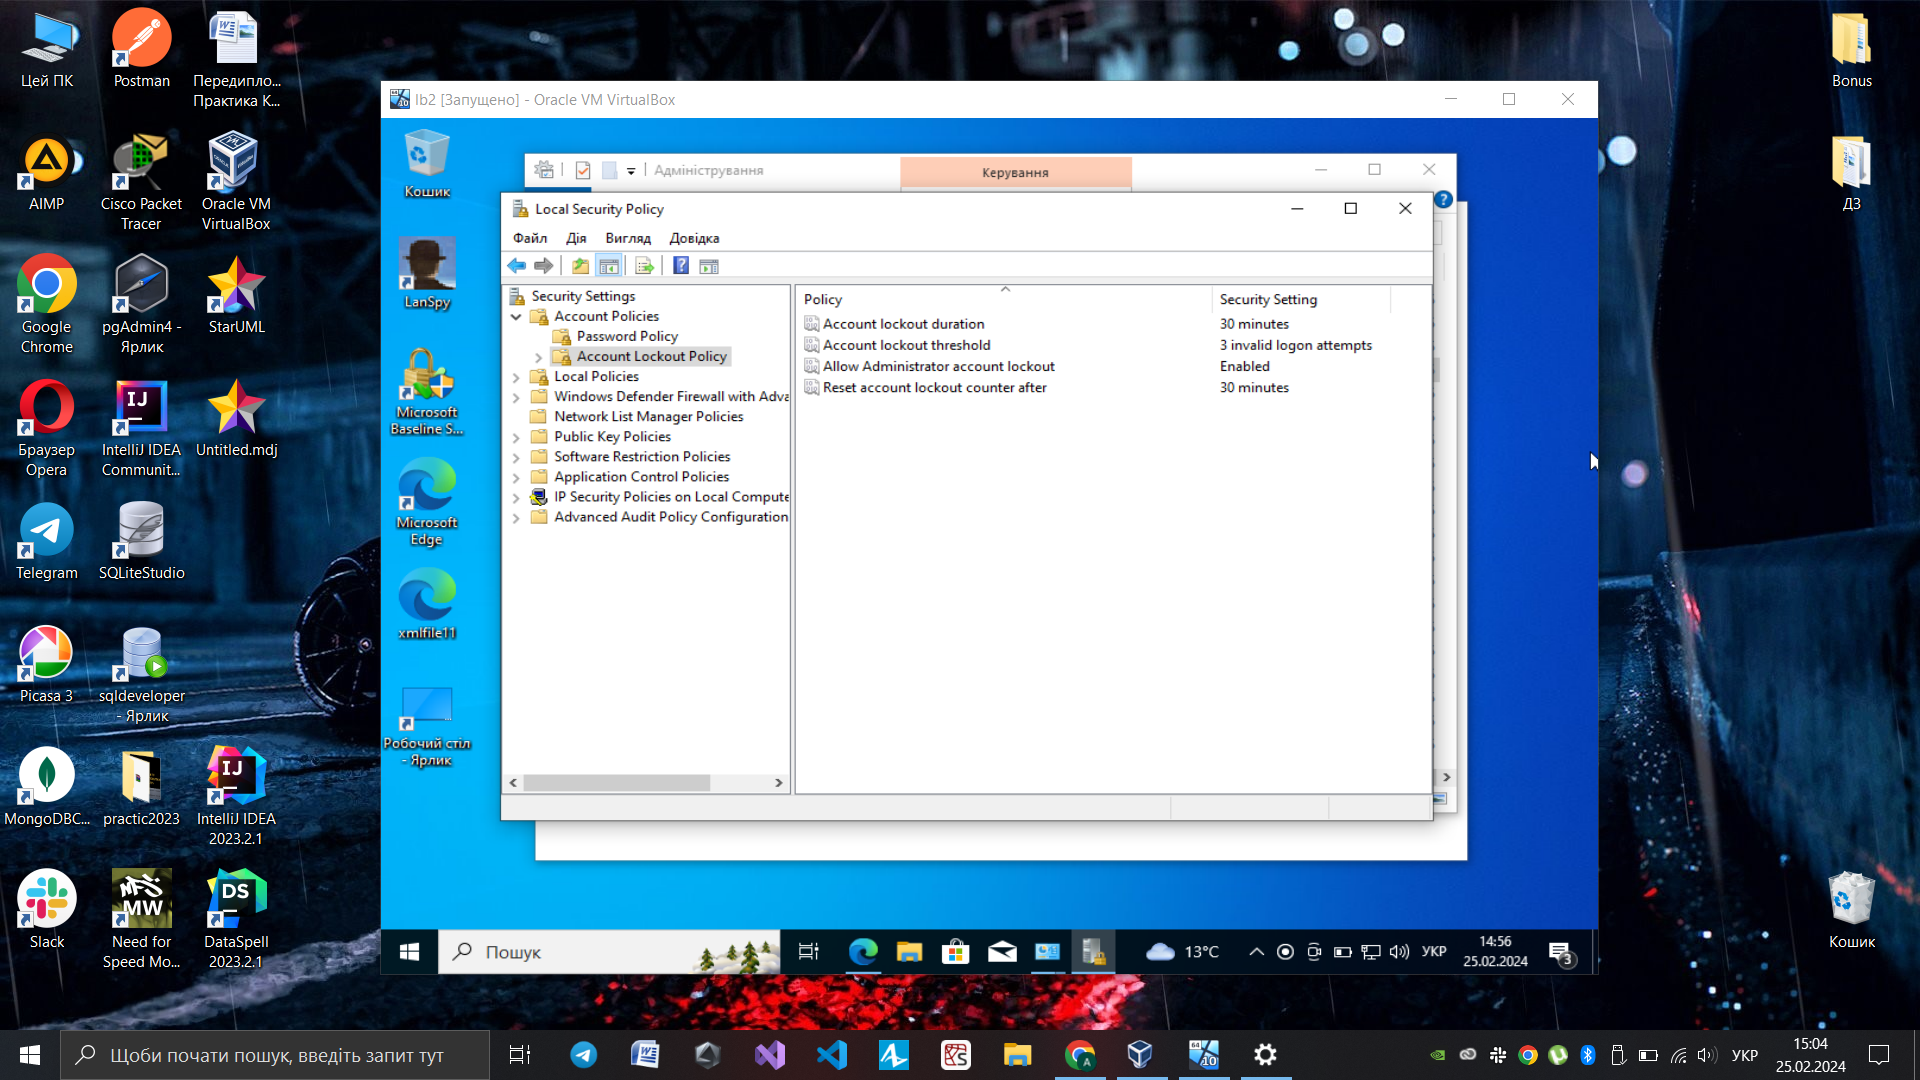 Цей ПК
Postman
Передипло...
Практика К...
AIMP
Cisco Packet
Tracer
Oracle VM
VirtualBox
Google
Chrome
pgAdmin4 -
Ярлик
StarUML
Браузер
Opera
IntelliJ IDEA
Communit...
Untitled.mdj
Telegram
SQLiteStudio
Picasa 3
sqldeveloper
- Ярлик
MongoDBC...
practic2023
IntelliJ IDEA
2023.2.1
Slack
Need for
Speed Mo...
DataSpell
2023.2.1
Bonus
ДЗ
Кошик
Ib2 [Запущено] - Oracle VM VirtualBox
Кошик
LanSpy
Microsoft
Baseline S...
Microsoft
Edge
xmlfile11
Робочий стіл
- Ярлик
Адміністрування
Керування
Local Security Policy
Файл Дія Вигляд Довідка
Security Settings
Account Policies
Password Policy
Account Lockout Policy
Local Policies
Windows Defender Firewall with Adva
Network List Manager Policies
Public Key Policies
Software Restriction Policies
Application Control Policies
IP Security Policies on Local Compute
Advanced Audit Policy Configuration
Policy Security Setting
Account lockout duration 30 minutes
Account lockout threshold 3 invalid logon attempts
Allow Administrator account lockout Enabled
Reset account lockout counter after 30 minutes
Пошук
13°C
УКР
14:56
25.02.2024
3
Щоби почати пошук, введіть запит тут
УКР
15:04
25.02.2024